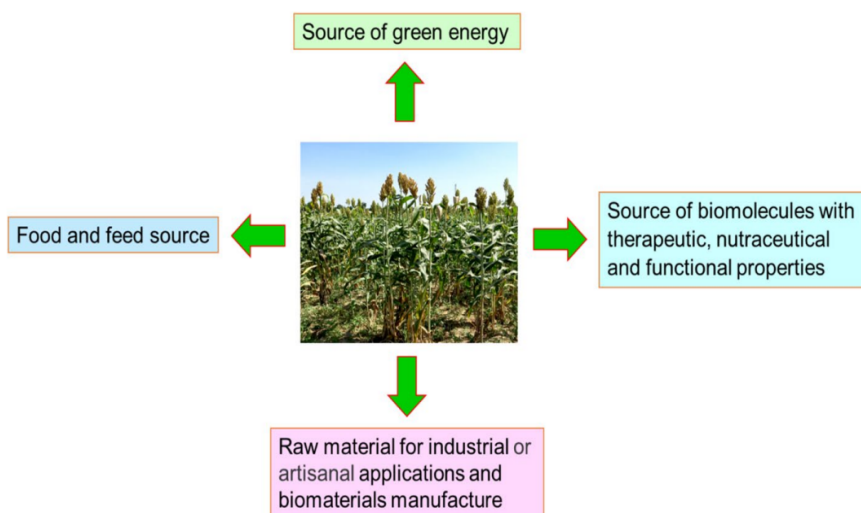 Source of green energy
Food and feed source
Source of biomolecules with
therapeutic, nutraceutical
and functional properties
Raw material for industrial or
artisanal applications and
biomaterials manufacture